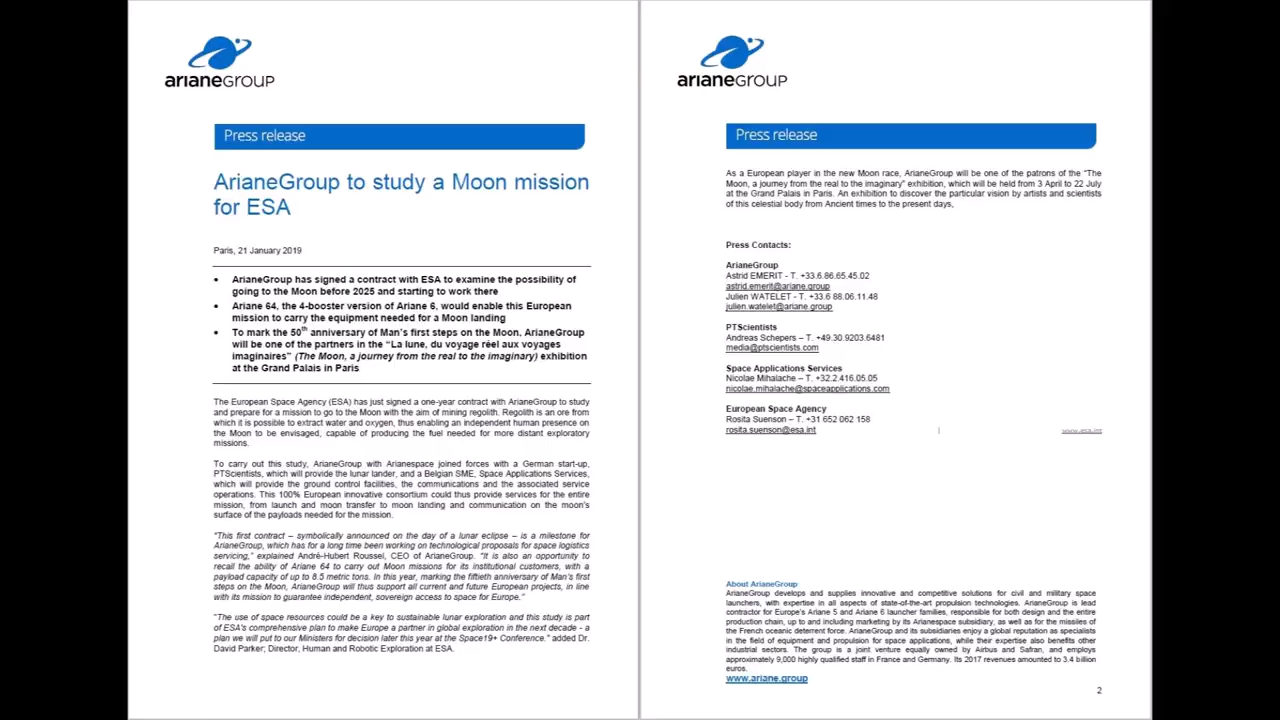 arianeGROUP
Press release
ArianeGroup to study a Moon mission
for ESA
Paris, 21 January 2019
• ArianeGroup has signed a contract with ESA to examine the possibility of
going to the Moon before 2025 and starting to work there
• Ariane 64, the 4-booster version of Ariane 6, would enable this European
mission to carry the equipment needed for a Moon landing
• To mark the 50th anniversary of Man's first steps on the Moon, ArianeGroup
will be one of the partners in the "La lune, du voyage réel aux voyages
imaginaires" (The Moon, a journey from the real to the imaginary) exhibition
at the Grand Palais in Paris
The European Space Agency (ESA) has just signed a one-year contract with ArianeGroup to study
and prepare for a mission to go to the Moon with the aim of mining regolith. Regolith is an ore from
which it is possible to extract water and oxygen, thus enabling an independent human presence on
the Moon to be envisaged, capable of producing the fuel needed for more distant exploratory
missions.
To carry out this study, ArianeGroup with Arianespace joined forces with a German start-up,
PTScientists, which will provide the lunar lander, and a Belgian SME, Space Applications Services,
which will provide the ground control facilities, the communications and the associated service
operations. This 100% European innovative consortium could thus provide services for the entire
mission, from launch and moon transfer to moon landing and communication on the moon's
surface of the payloads needed for the mission.
"This first contract – symbolically announced on the day of a lunar eclipse – is a milestone for
ArianeGroup, which has for a long time been working on technological proposals for space logistics
servicing," explained André-Hubert Roussel, CEO of ArianeGroup. "It is also an opportunity to
recall the ability of Ariane 64 to carry out Moon missions for its institutional customers, with a
payload capacity of up to 8.5 metric tons. In this year, marking the fiftieth anniversary of Man's first
steps on the Moon, ArianeGroup will thus support all current and future European projects, in line
with its mission to guarantee independent, sovereign access to space for Europe."
"The use of space resources could be a key to sustainable lunar exploration and this study is part
of ESA's comprehensive plan to make Europe a partner in global exploration in the next decade - a
plan we will put to our Ministers for decision later this year at the Space19+ Conference." added Dr.
David Parker; Director, Human and Robotic Exploration at ESA.
arianeGROUP
Press release
As a European player in the new Moon race, ArianeGroup will be one of the patrons of the "The
Moon, a journey from the real to the imaginary" exhibition, which will be held from 3 April to 22 July
at the Grand Palais in Paris. An exhibition to discover the particular vision by artists and scientists
of this celestial body from Ancient times to the present days.
Press Contacts:
ArianeGroup
Astrid EMERIT - T. +33.6.86.65.45.02
astrid.emerit@ariane.group
Julien WATELET - T. +33.6 88.06.11.48
julien.watelet@ariane.group
PTScientists
Andreas Schepers – T. +49.30.9203.6481
media@ptscientists.com
Space Applications Services
Nicolae Mihalache – T. +32.2.416.05.05
nicolae.mihalache@spaceapplications.com
European Space Agency
Rosita Suenson – T. +31 652 062 158
rosita.suenson@esa.int | www.esa.int
About ArianeGroup
ArianeGroup develops and supplies innovative and competitive solutions for civil and military space
launchers, with expertise in all aspects of state-of-the-art propulsion technologies. ArianeGroup is lead
contractor for Europe's Ariane 5 and Ariane 6 launcher families, responsible for both design and the entire
production chain, up to and including marketing by its Arianespace subsidiary, as well as for the missiles of
the French oceanic deterrent force. ArianeGroup and its subsidiaries enjoy a global reputation as specialists
in the field of equipment and propulsion for space applications, while their expertise also benefits other
industrial sectors. The group is a joint venture equally owned by Airbus and Safran, and employs
approximately 9,000 highly qualified staff in France and Germany. Its 2017 revenues amounted to 3.4 billion
euros.
www.ariane.group
2